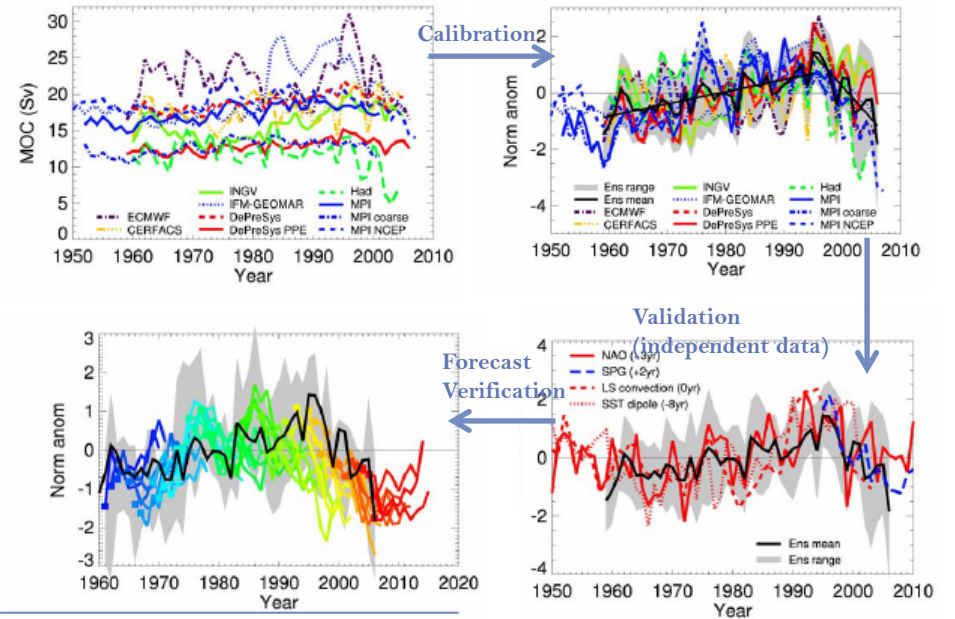 MOC (Sv)
30
25
20
15
10
5
0
ECMWF
CERFACS
INGV
IFM-GEOMAR
DePreSys
DePreSys PPE
Had
MPI
MPI coarse
MPI NCEP
1950 1960 1970 1980 1990 2000 2010
Year
Calibration
Norm anom
2
0
-2
-4
Ens range
Ens mean
ECMWF
CERFACS
INGV
IFM-GEOMAR
DePreSys
DePreSys PPE
Had
MPI
MPI coarse
MPI NCEP
1950 1960 1970 1980 1990 2000 2010
Year
Validation
(independent data)
Forecast
Verification
Norm anom
3
2
1
0
-1
-2
-3
1960 1970 1980 1990 2000 2010 2020
Year
4
2
0
-2
-4
NAO (+3yr)
SPG (+2yr)
LS convection (0yr)
SST dipole (-8yr)
Ens mean
Ens range
1950 1960 1970 1980 1990 2000 2010
Year